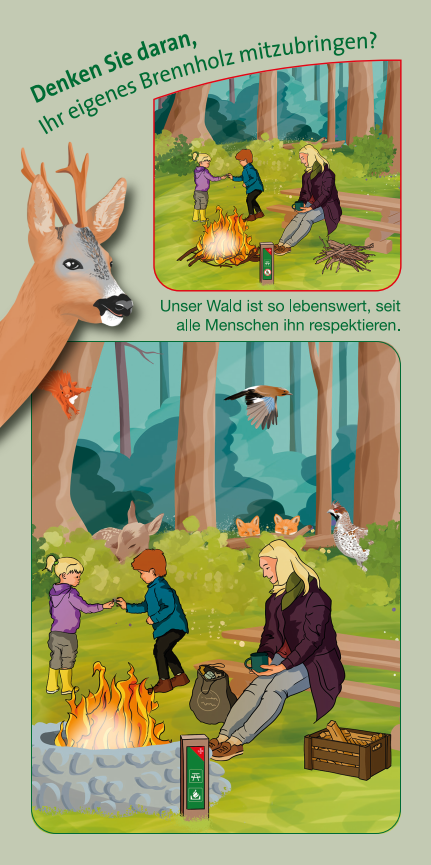 Denken Sie daran,
Ihr eigenes Brennholz mitzubringen?
Unser Wald ist so lebenswert, seit
alle Menschen ihn respektieren.